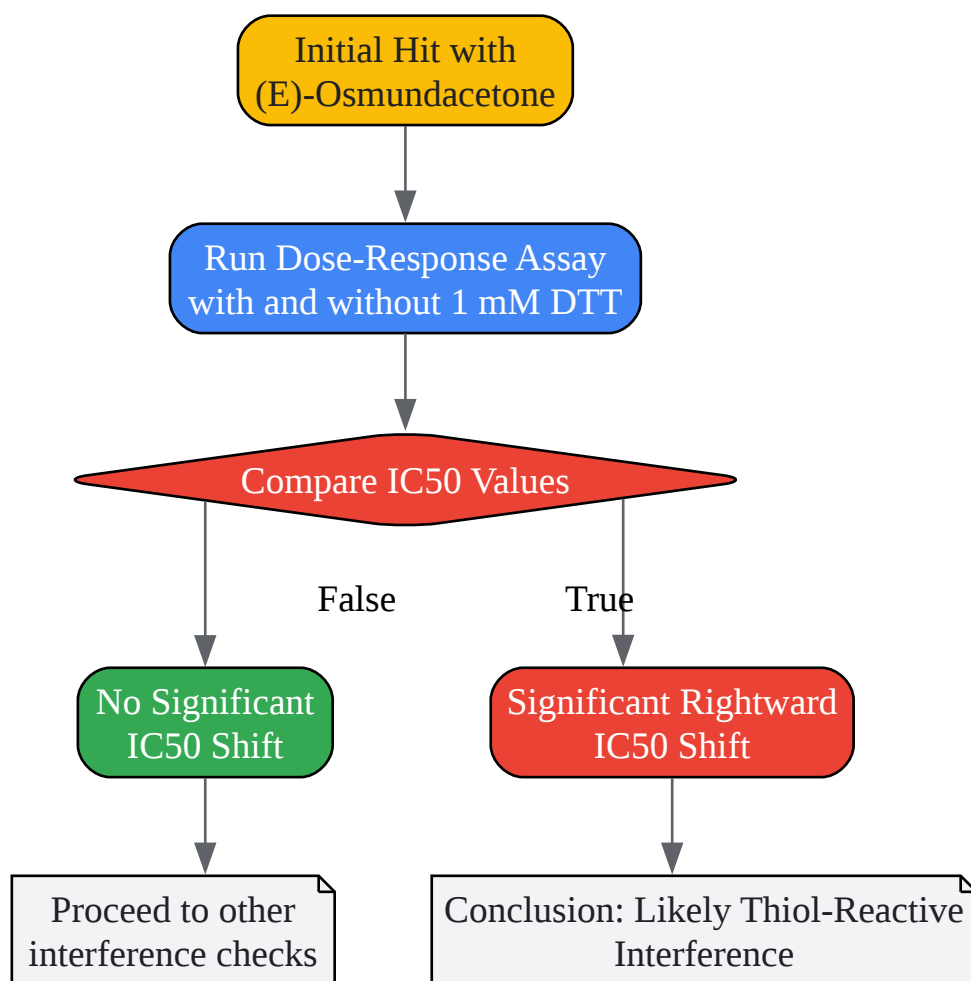 Initial Hit with
(E)-Osmundacetone
Run Dose-Response Assay
with and without 1 mM DTT
Compare IC50 Values
False
True
No Significant
IC50 Shift
Significant Rightward
IC50 Shift
Proceed to other
interference checks
Conclusion: Likely Thiol-Reactive
Interference